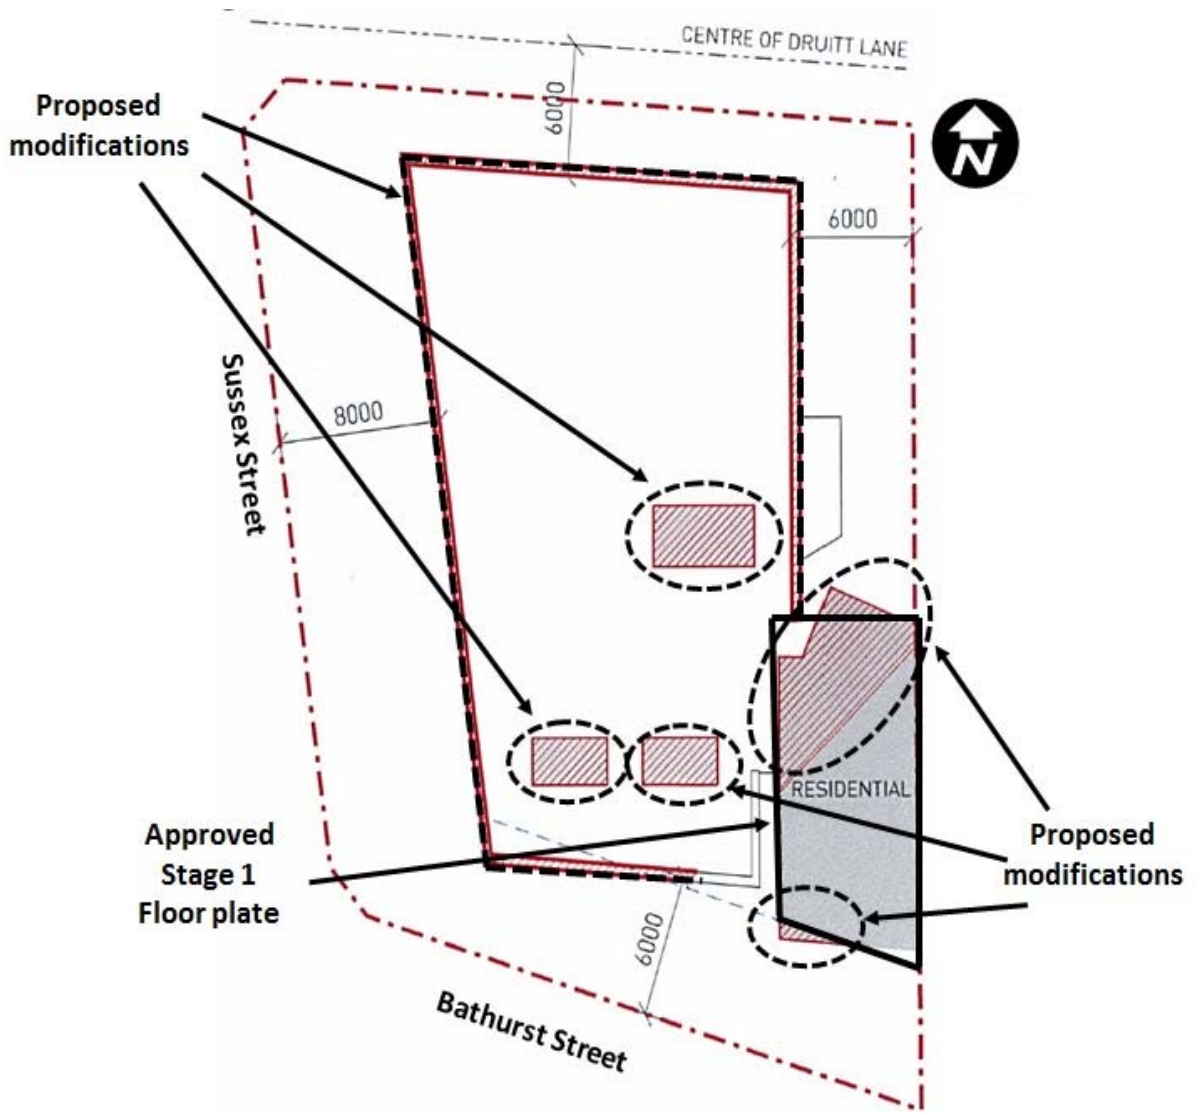 CENTRE OF DRUITT LANE
Proposed
modifications
6000
N
6000
Sussex Street
8000
RESIDENTIAL
Approved
Stage 1
Floor plate
Proposed
modifications
6000
Bathurst Street